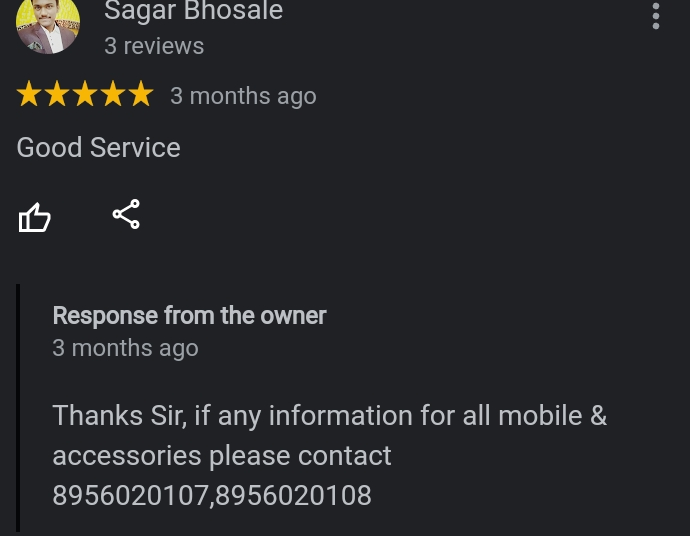 Sagar Bhosale
3 reviews
3 months ago
Good Service
Response from the owner
3 months ago
Thanks Sir, if any information for all mobile &
accessories please contact
8956020107,8956020108